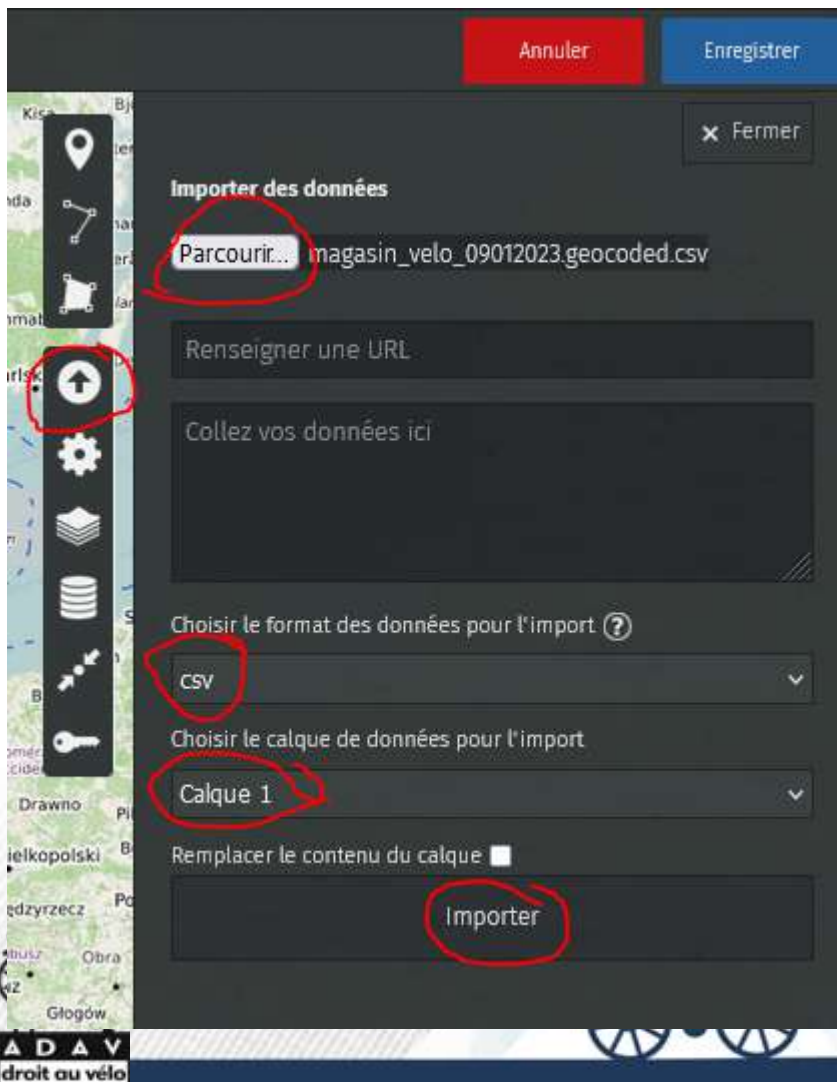 Annuler
Enregistrer
Fermer
Importer des données
Parcourir... magasin_velo_09012023.geocoded.csv
Renseigner une URL
Collez vos données ici
Choisir le format des données pour l'import ?
csv
Choisir le calque de données pour l'import
Calque 1
Remplacer le contenu du calque
Importer
Drawno
ielkopolski
Obra
Głogów
ADAV
droit au vélo